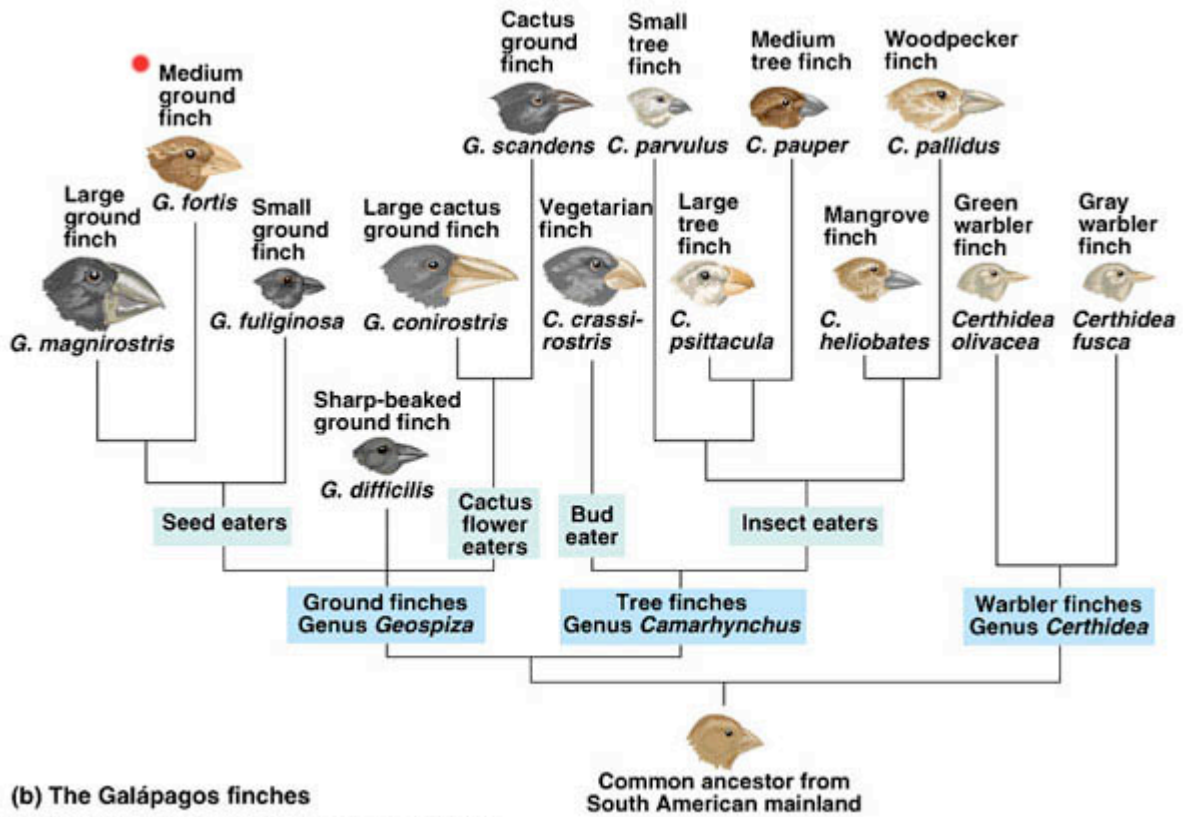 Medium
ground
finch
G. fortis
Large
ground
finch
G. magnirostris
Small
ground
finch
G. fuliginosa
Large cactus
ground finch
G. conirostris
Cactus
ground
finch
G. scandens
Vegetarian
finch
C. crassi-
rostris
Small
tree
finch
C. parvulus
Large
tree
finch
C.
psittacula
Medium
tree finch
C. pauper
Mangrove
finch
C.
heliobates
Woodpecker
finch
C. pallidus
Green
warbler
finch
Certhidea
olivacea
Gray
warbler
finch
Certhidea
fusca
Sharp-beaked
ground finch
G. difficilis
Seed eaters
Cactus
flower
eaters
Bud
eater
Insect eaters
Ground finches
Genus Geospiza
Tree finches
Genus Camarhynchus
Warbler finches
Genus Certhidea
Common ancestor from
South American mainland
(b) The Galápagos finches